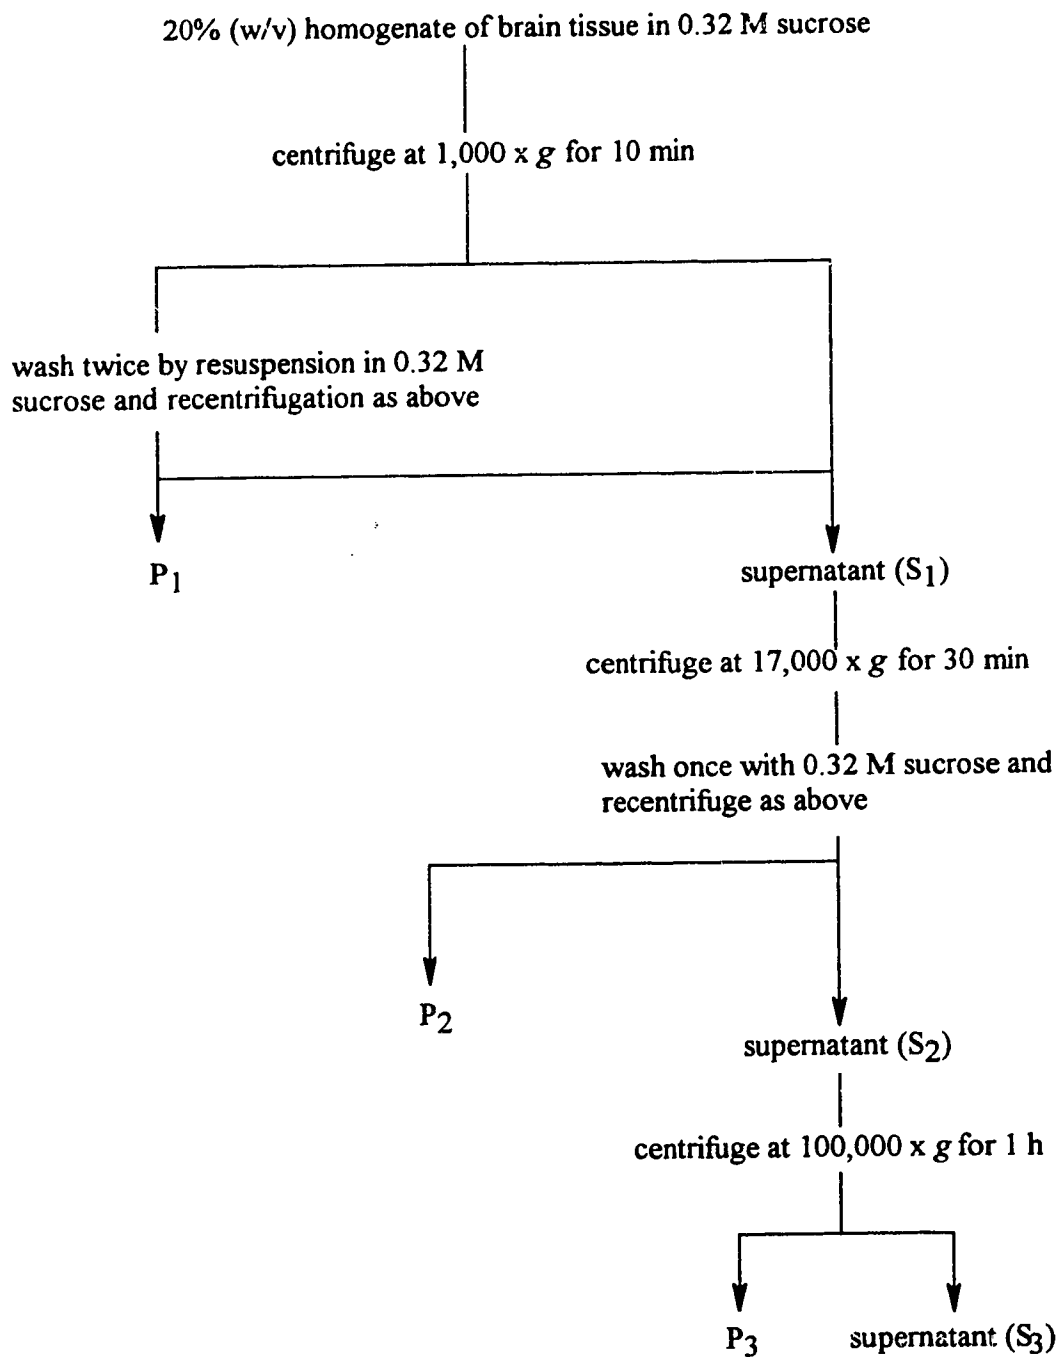 20% (w/v) homogenate of brain tissue in 0.32 M sucrose
centrifuge at 1,000 x g for 10 min
wash twice by resuspension in 0.32 M
sucrose and recentrifugation as above
P1
supernatant (S1)
centrifuge at 17,000 x g for 30 min
wash once with 0.32 M sucrose and
recentrifuge as above
P2
supernatant (S2)
centrifuge at 100,000 x g for 1 h
P3 supernatant (S3)